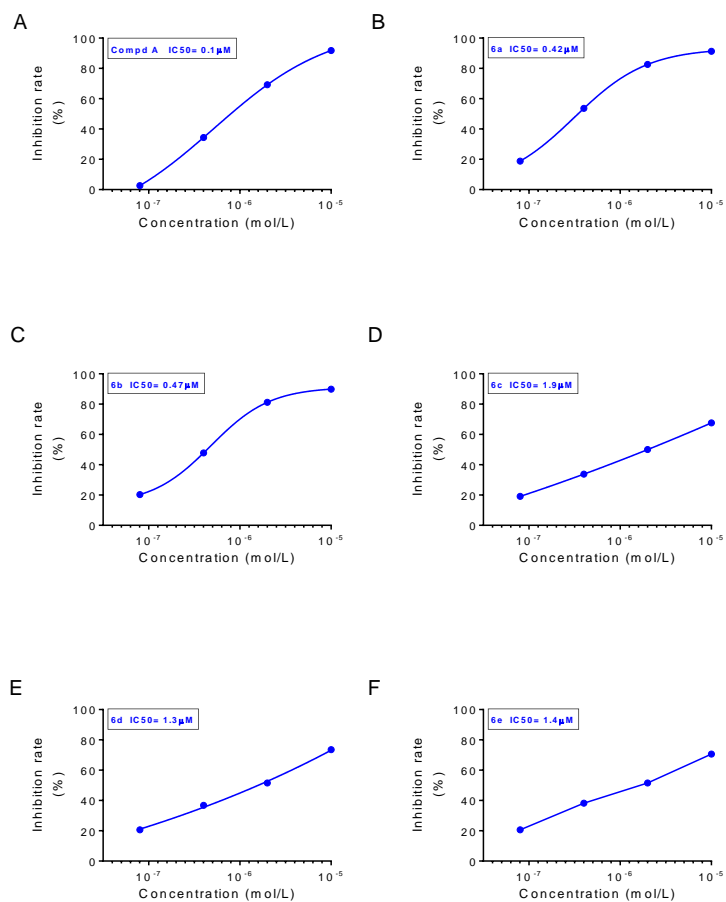 A
Compd A IC50= 0.1μM
100
80
60
40
20
0
Inhibition rate
(%)
10-7
10-6
10-5
Concentration (mol/L)
B
6a IC50= 0.42μM
100
80
60
40
20
0
Inhibition rate
(%)
10-7
10-6
10-5
Concentration (mol/L)
C
6b IC50= 0.47μM
100
80
60
40
20
0
Inhibition rate
(%)
10-7
10-6
10-5
Concentration (mol/L)
D
6c IC50= 1.9μM
100
80
60
40
20
0
Inhibition rate
(%)
10-7
10-6
10-5
Concentration (mol/L)
E
6d IC50= 1.3μM
100
80
60
40
20
0
Inhibition rate
(%)
10-7
10-6
10-5
Concentration (mol/L)
F
6e IC50= 1.4μM
100
80
60
40
20
0
Inhibition rate
(%)
10-7
10-6
10-5
Concentration (mol/L)